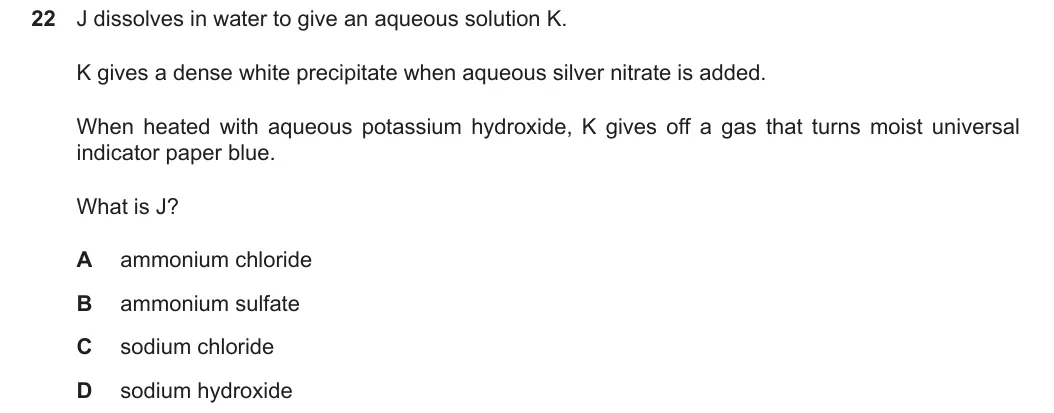 22 J dissolves in water to give an aqueous solution K.
K gives a dense white precipitate when aqueous silver nitrate is added.
When heated with aqueous potassium hydroxide, K gives off a gas that turns moist universal
indicator paper blue.
What is J?
A ammonium chloride
B ammonium sulfate
C sodium chloride
D sodium hydroxide